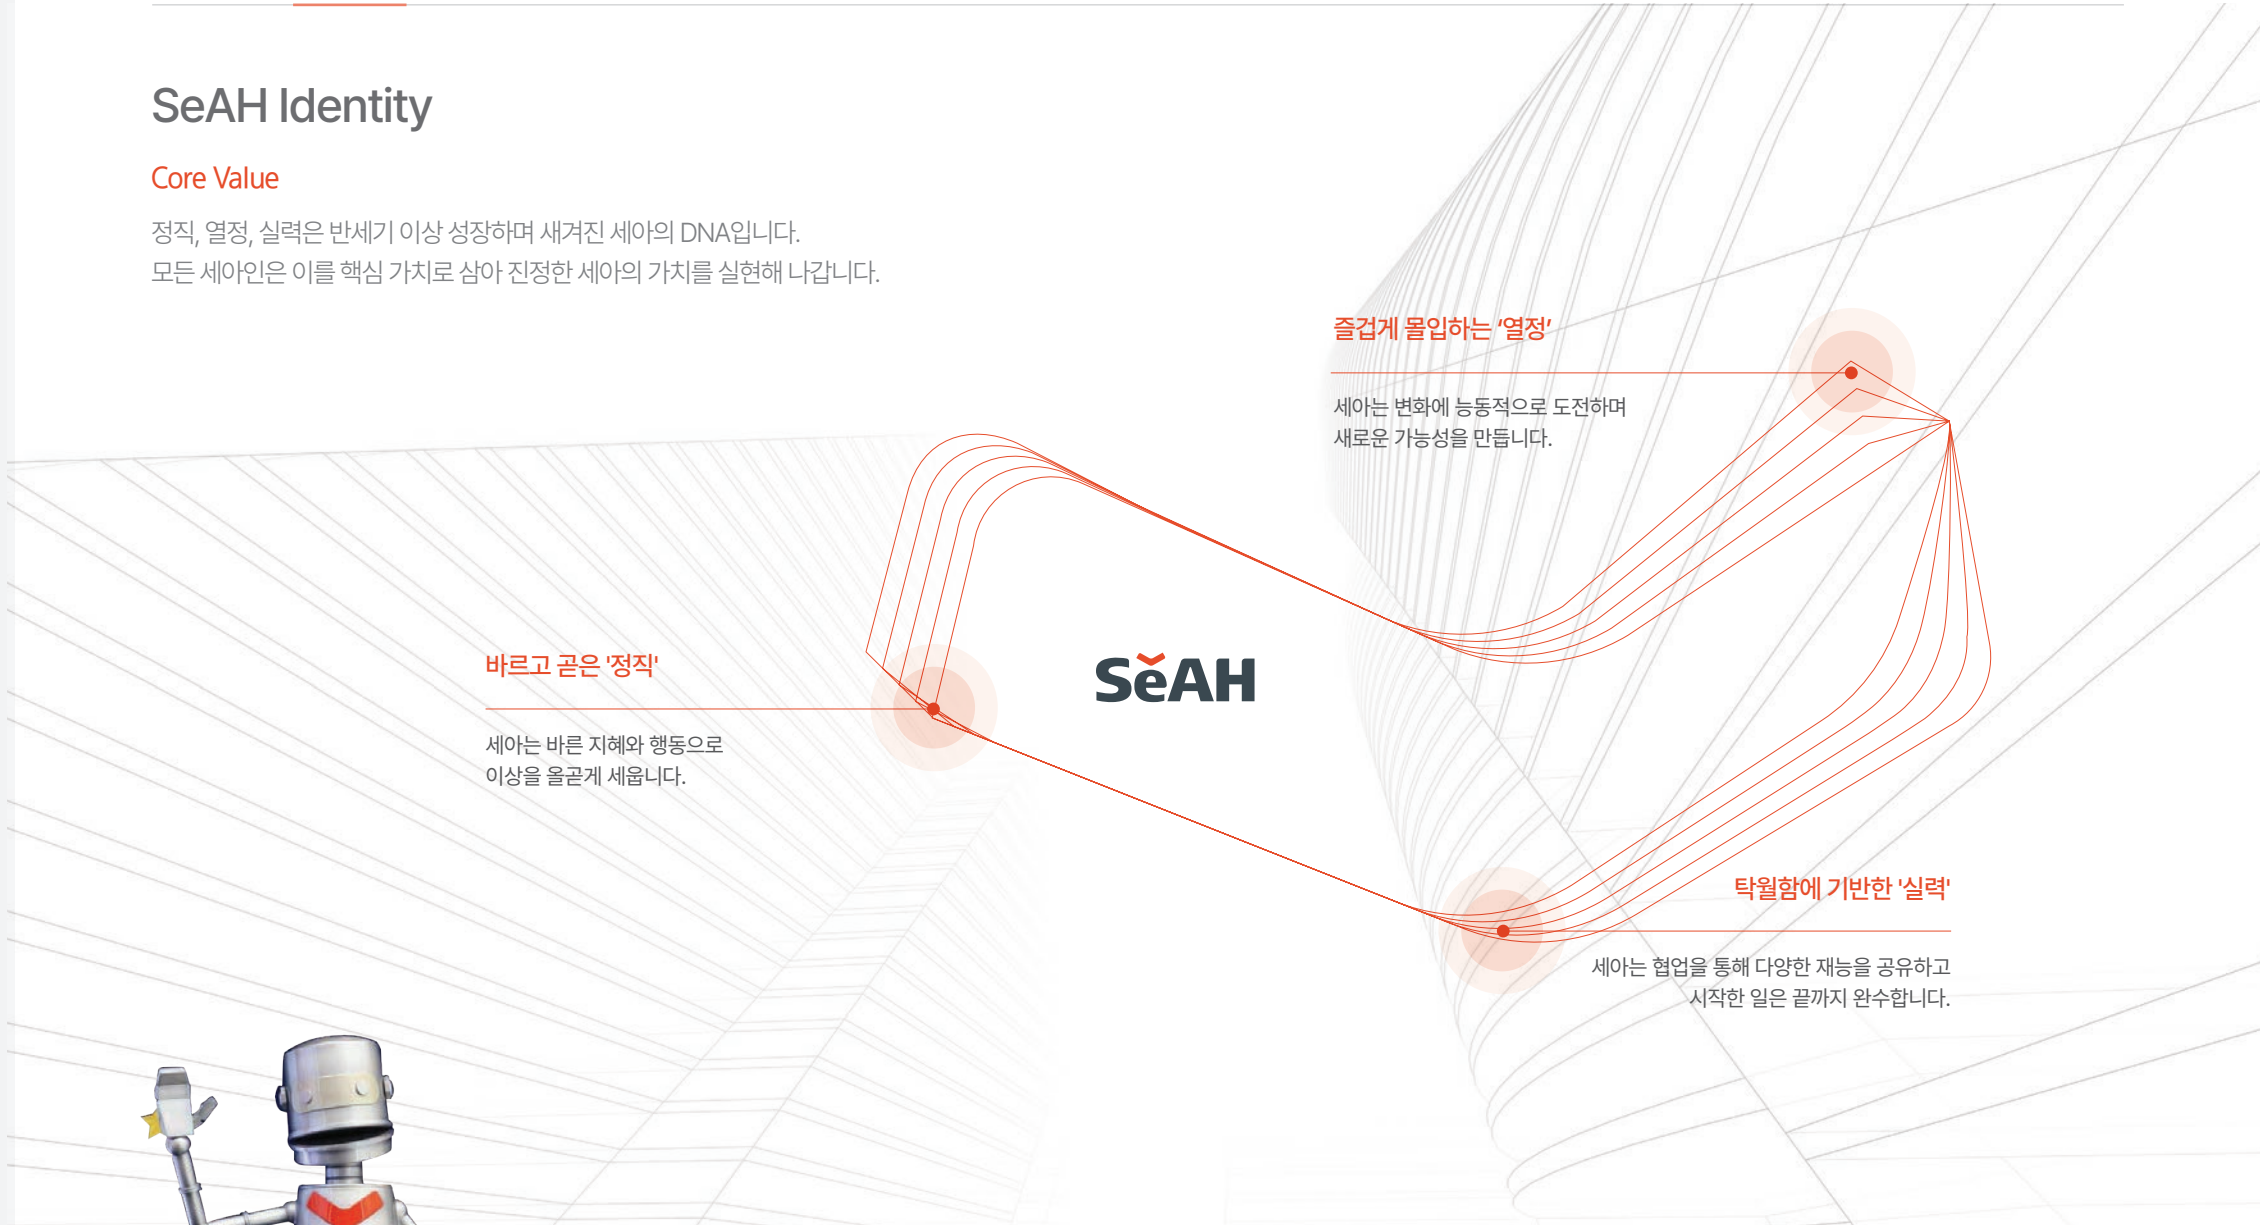 SeAH Identity
Core Value
정직, 열정, 실력은 반세기 이상 성장하며 새겨진 세아의 DNA입니다.
모든 세아인은 이를 핵심 가치로 삼아 진정한 세아의 가치를 실현해 나갑니다.
즐겁게 몰입하는 ‘열정’
세아는 변화에 능동적으로 도전하며
새로운 가능성을 만듭니다.
바르고 곧은 '정직'
세아는 바른 지혜와 행동으로
이상을 올곧게 세웁니다.
SeAH
탁월함에 기반한 '실력'
세아는 협업을 통해 다양한 재능을 공유하고
시작한 일은 끝까지 완수합니다.